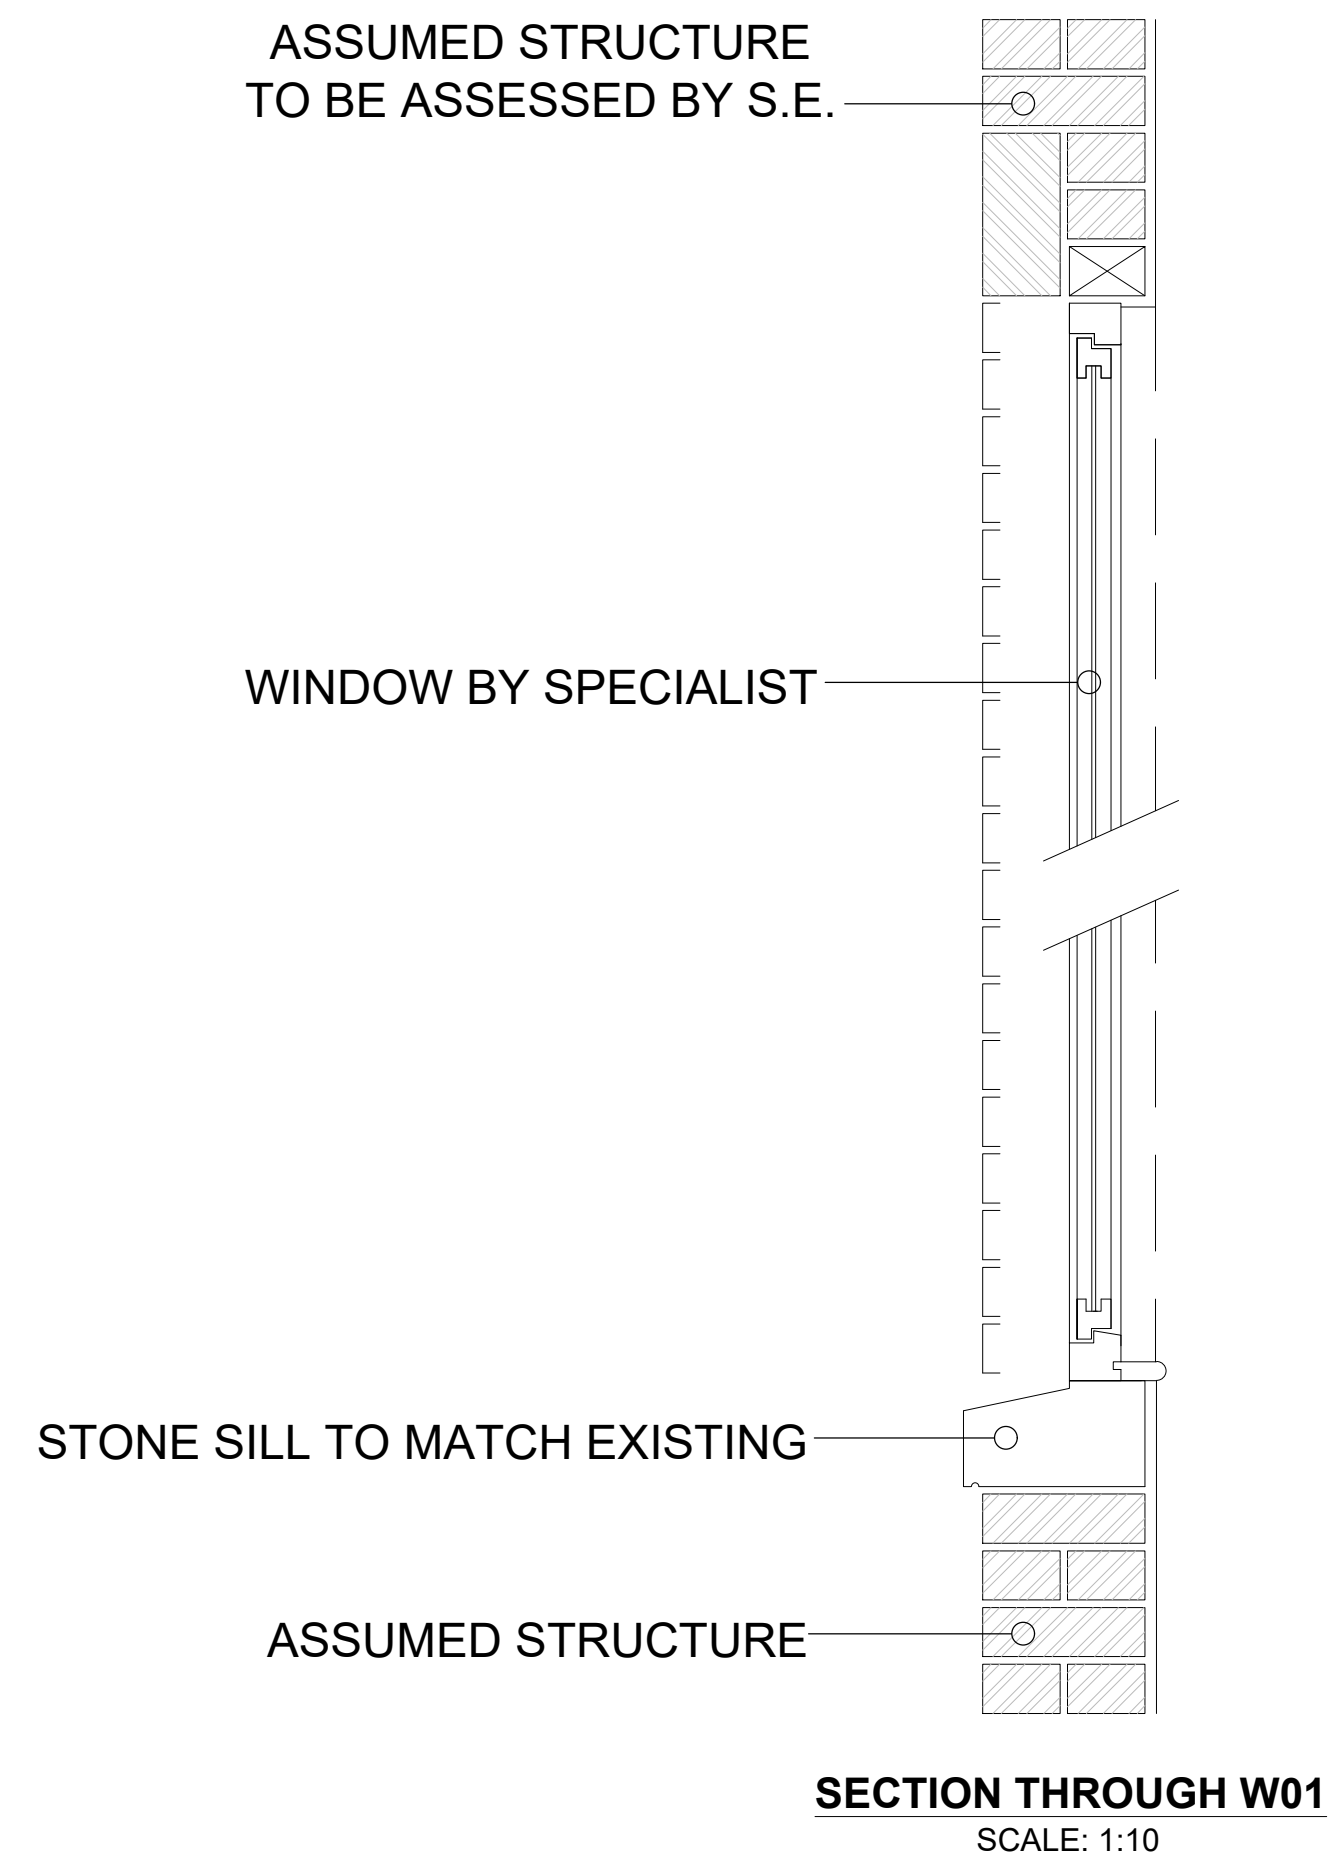 ASSUMED STRUCTURE
TO BE ASSESSED BY S.E.
WINDOW BY SPECIALIST
STONE SILL TO MATCH EXISTING
ASSUMED STRUCTURE
SECTION THROUGH W01
SCALE: 1:10